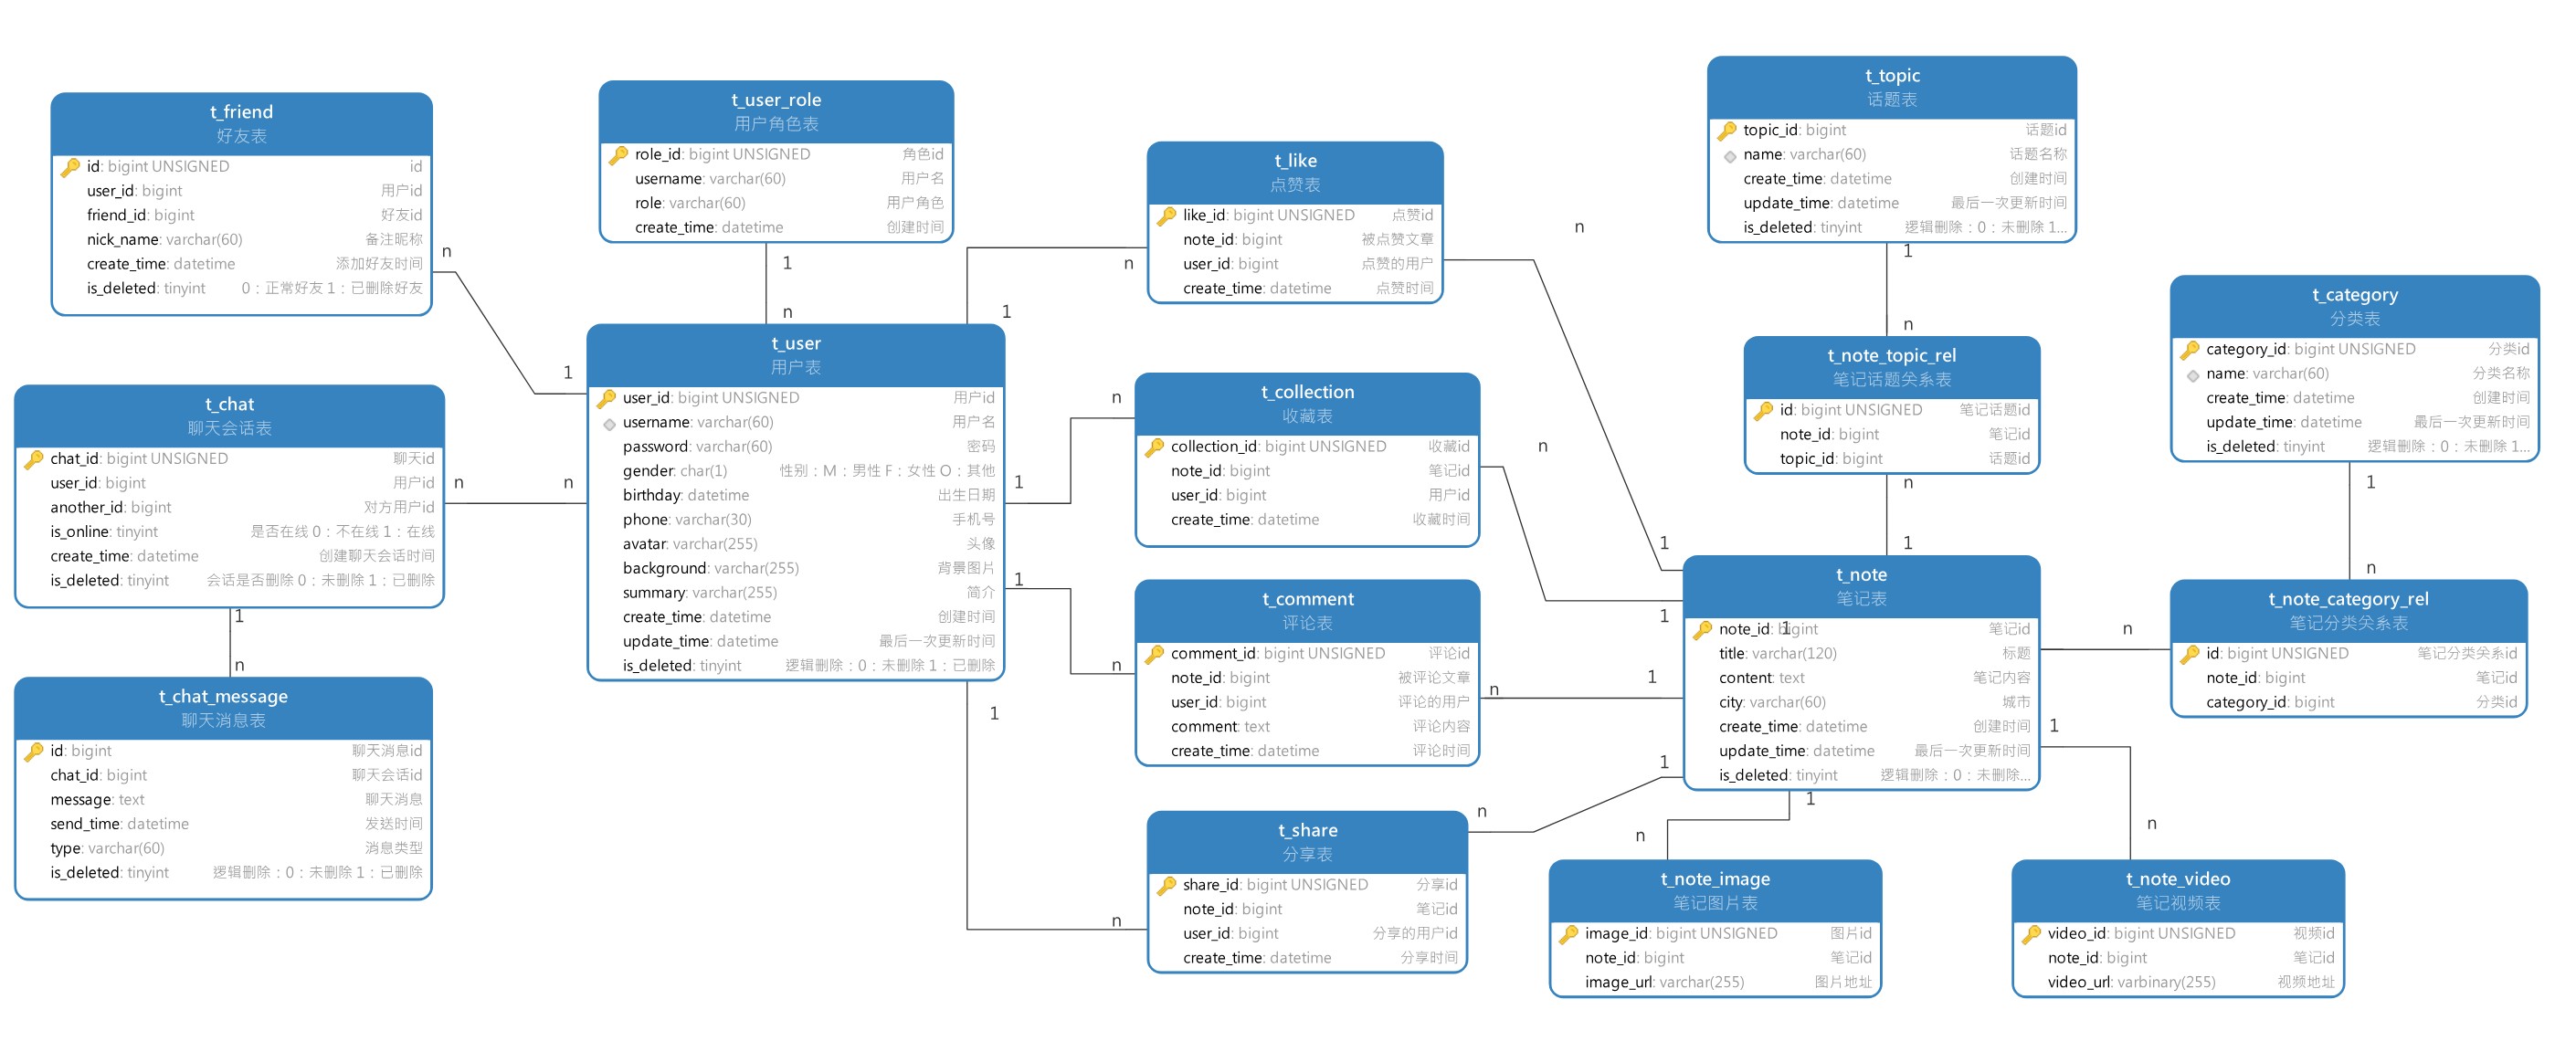 t_friend
好友表
id: bigint UNSIGNED id
user_id: bigint 用户id
friend_id: bigint 好友id
nick_name: varchar(60) 备注昵称
create_time: datetime 添加好友时间
is_deleted: tinyint 0：正常好友 1：已删除好友
n
1
t_chat
聊天会话表
chat_id: bigint UNSIGNED 聊天id
user_id: bigint 用户id
another_id: bigint 对方用户id
is_online: tinyint 是否在线 0：不在线 1：在线
create_time: datetime 创建聊天会话时间
is_deleted: tinyint 会话是否删除 0：未删除 1：已删除
n
n
1
n
t_chat_message
聊天消息表
id: bigint 聊天消息id
chat_id: bigint 聊天会话id
message: text 聊天消息
send_time: datetime 发送时间
type: varchar(60) 消息类型
is_deleted: tinyint 逻辑删除：0：未删除 1：已删除
t_user_role
用户角色表
role_id: bigint UNSIGNED 角色id
username: varchar(60) 用户名
role: varchar(60) 用户角色
create_time: datetime 创建时间
1
n
t_user
用户表
user_id: bigint UNSIGNED 用户id
username: varchar(60) 用户名
password: varchar(60) 密码
gender: char(1) 性别：M：男性 F：女性 O：其他
birthday: datetime 出生日期
phone: varchar(30) 手机号
avatar: varchar(255) 头像
background: varchar(255) 背景图片
summary: varchar(255) 简介
create_time: datetime 创建时间
update_time: datetime 最后一次更新时间
is_deleted: tinyint 逻辑删除：0：未删除 1：已删除
1
n
1
n
1
n
1
n
t_like
点赞表
like_id: bigint UNSIGNED 点赞id
note_id: bigint 被点赞文章
user_id: bigint 点赞的用户
create_time: datetime 点赞时间
n
1
t_collection
收藏表
collection_id: bigint UNSIGNED 收藏id
note_id: bigint 笔记id
user_id: bigint 用户id
create_time: datetime 收藏时间
n
1
t_comment
评论表
comment_id: bigint UNSIGNED 评论id
note_id: bigint 被评论文章
user_id: bigint 评论的用户
comment: text 评论内容
create_time: datetime 评论时间
n
1
t_share
分享表
share_id: bigint UNSIGNED 分享id
note_id: bigint 笔记id
user_id: bigint 分享的用户id
create_time: datetime 分享时间
n
1
t_topic
话题表
topic_id: bigint 话题id
name: varchar(60) 话题名称
create_time: datetime 创建时间
update_time: datetime 最后一次更新时间
is_deleted: tinyint 逻辑删除：0：未删除 1...
1
n
t_note_topic_rel
笔记话题关系表
id: bigint UNSIGNED 笔记话题id
note_id: bigint 笔记id
topic_id: bigint 话题id
n
1
t_note
笔记表
note_id: bigint 笔记id
1
title: varchar(120) 标题
content: text 笔记内容
city: varchar(60) 城市
create_time: datetime 创建时间
update_time: datetime 最后一次更新时间
is_deleted: tinyint 逻辑删除：0：未删除...
n
1
1
n
n
t_category
分类表
category_id: bigint UNSIGNED 分类id
name: varchar(60) 分类名称
create_time: datetime 创建时间
update_time: datetime 最后一次更新时间
is_deleted: tinyint 逻辑删除：0：未删除 1...
1
n
t_note_category_rel
笔记分类关系表
id: bigint UNSIGNED 笔记分类关系id
note_id: bigint 笔记id
category_id: bigint 分类id
t_note_image
笔记图片表
image_id: bigint UNSIGNED 图片id
note_id: bigint 笔记id
image_url: varchar(255) 图片地址
t_note_video
笔记视频表
video_id: bigint UNSIGNED 视频id
note_id: bigint 笔记id
video_url: varbinary(255) 视频地址